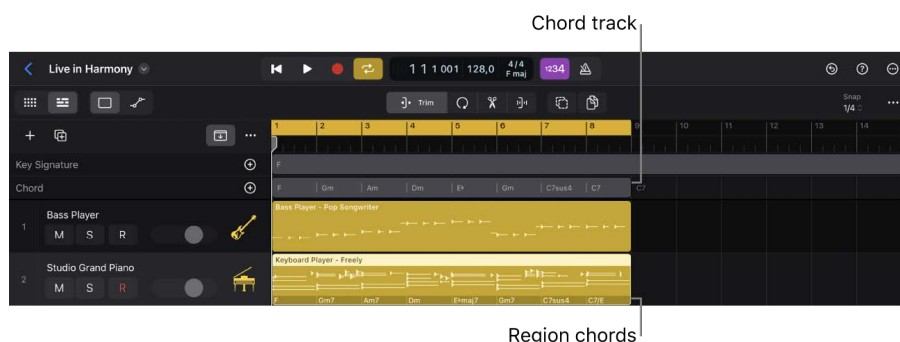 Chord track
Live in Harmony
1 1 1 001 128,0 4/4 F maj 1234
Trim
Snap
1/4
1 2 3 4 5 6 7 8 9 10 11 12 13 14
Key Signature F
Chord F Gm Am Dm E♭ Gm C7sus4 C7 C7
1 Bass Player
M S R
Bass Player - Pop Songwriter
2 Studio Grand Piano
M S R
Keyboard Player - Freely
F Gm7 Am7 Dm E♭maj7 Gm7 C7sus4 C7/E
Region chords